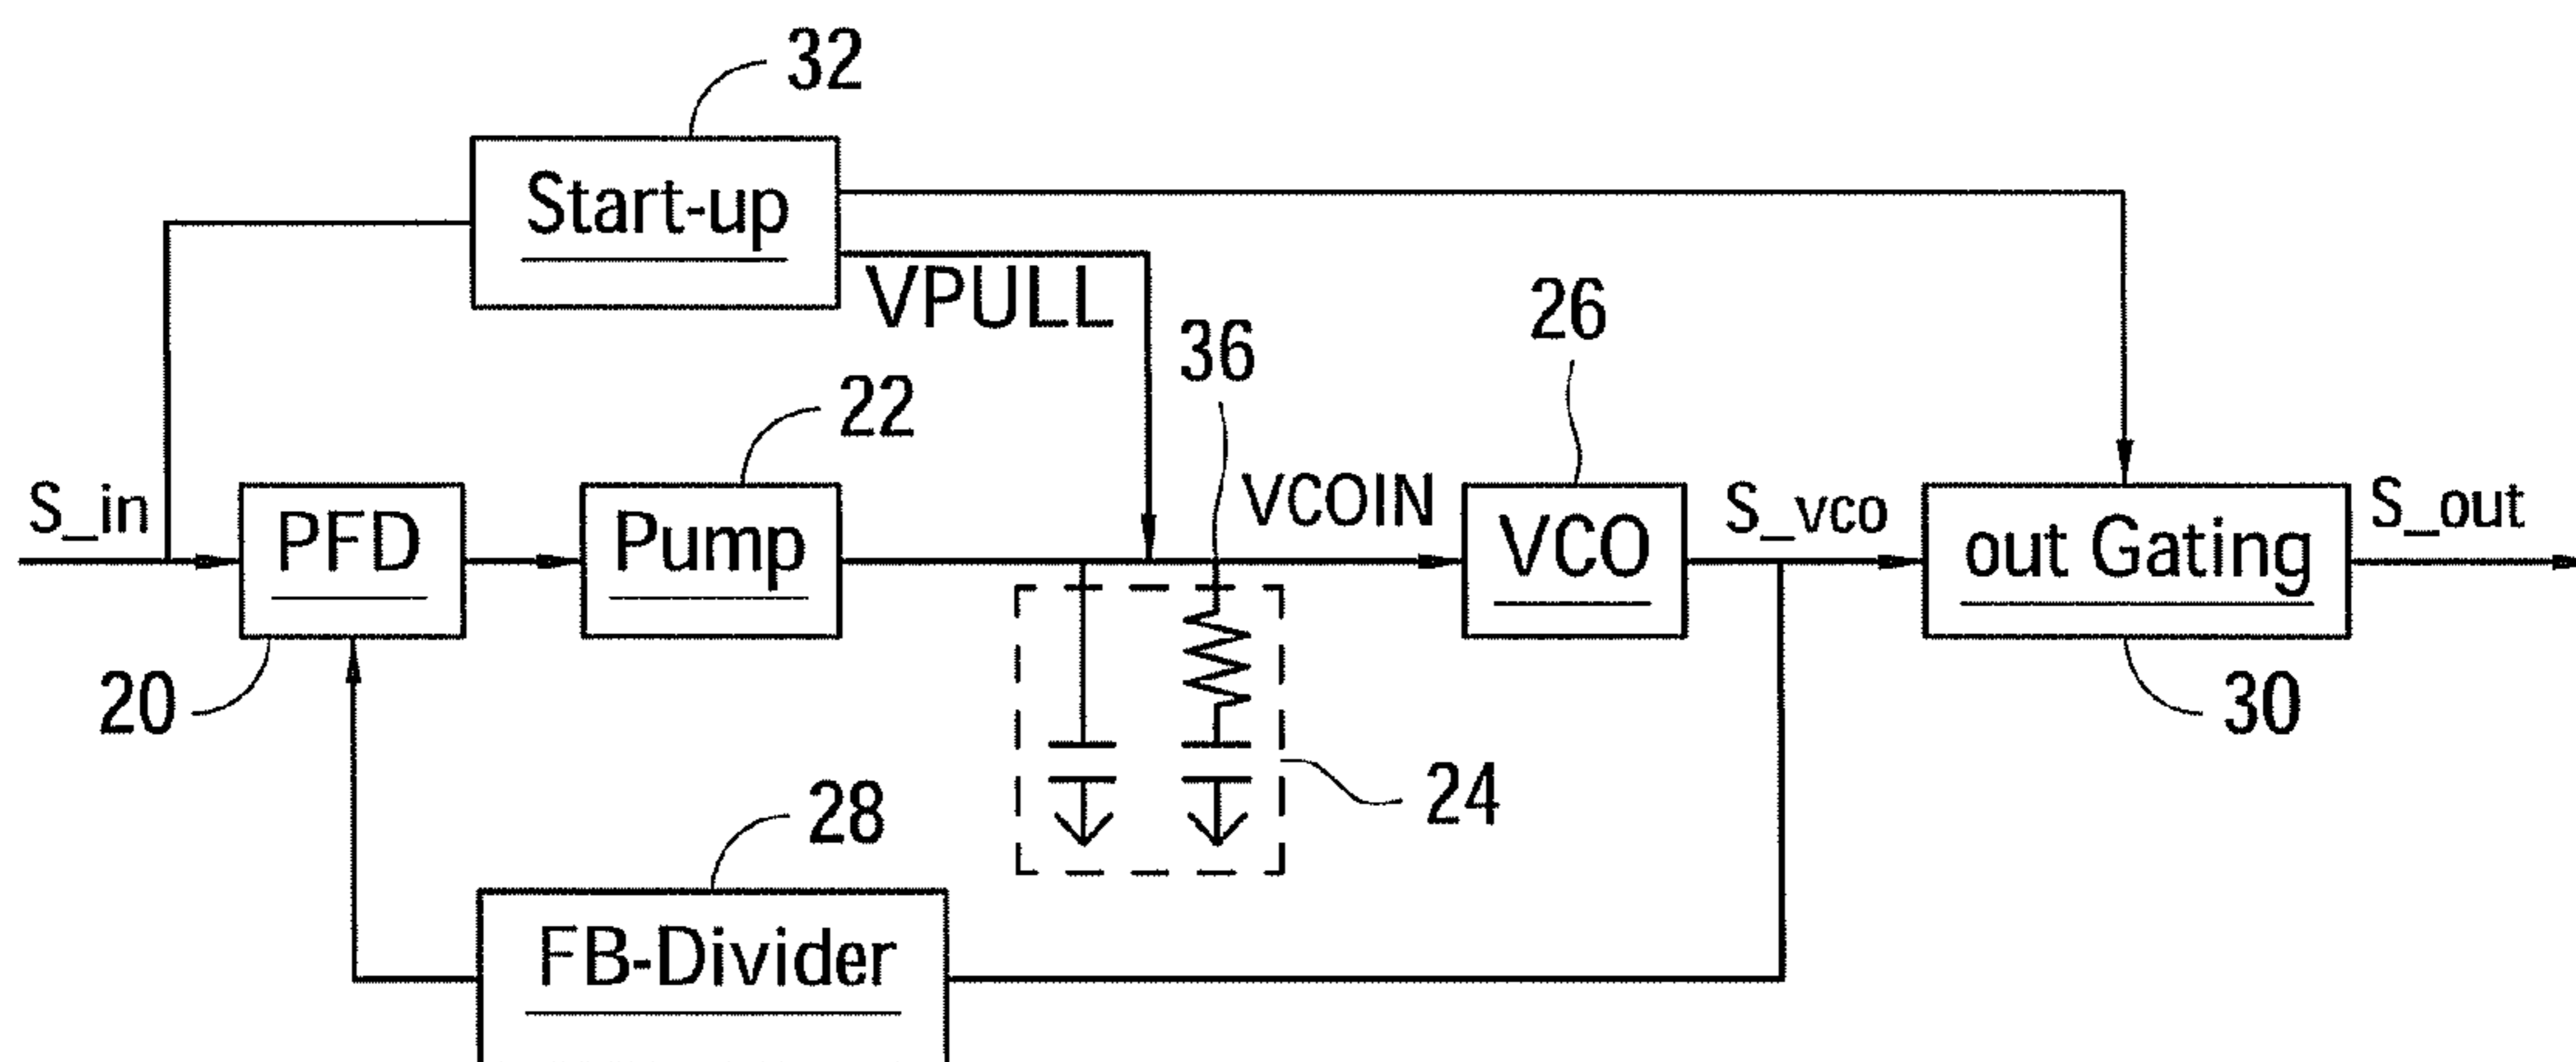 32
Start-up
VPULL
36
26
22
S_in
PFD
Pump
VCOIN
VCO
S_vco
out Gating
S_out
20
30
24
28
FB-Divider